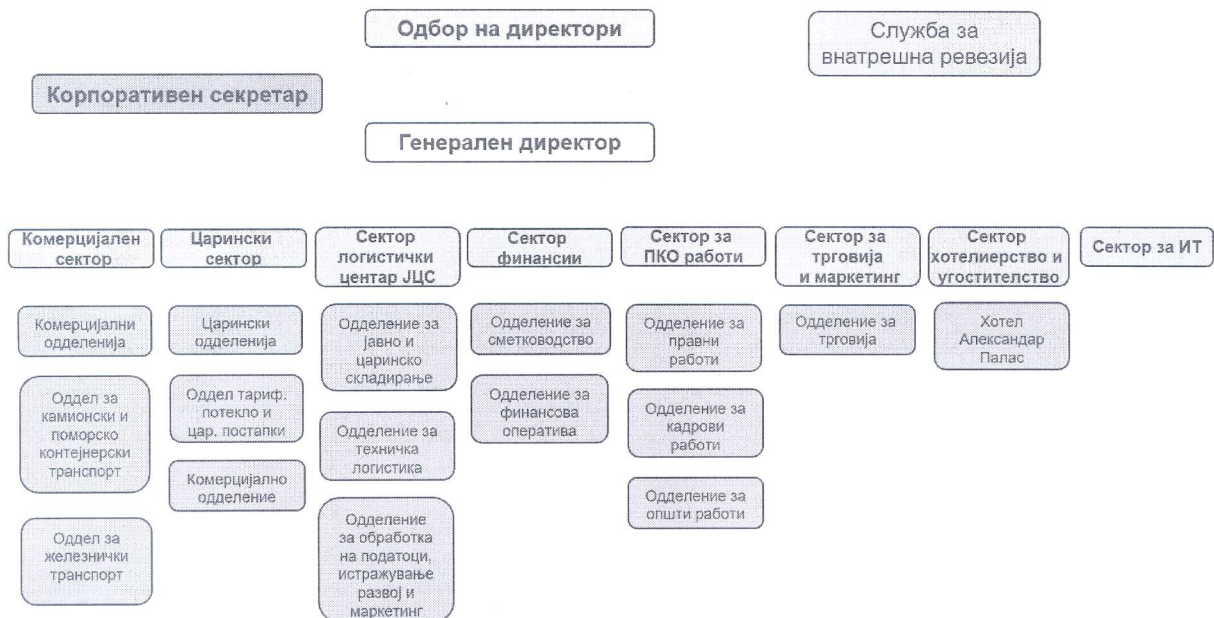 Одбор на директори
Служба за
внатрешна ревезија
Корпоративен секретар
Генерален директор
Комерцијален
сектор
Царински
сектор
Сектор
логистички
центар ЈЦС
Сектор
финансии
Сектор за
ПКО работи
Сектор за
трговија
и маркетинг
Сектор
хотелиерство и
угостителство
Сектор за ИТ
Комерцијални
одделенија
Оддел за
камионски и
поморско
контејнерски
транспорт
Оддел за
железнички
транспорт
Царински
одделенија
Оддел тариф.
потекло и
цар. постапки
Комерцијално
одделение
Одделение за
јавно и
царинско
складирање
Одделение за
техничка
логистика
Одделение
за обработка
на податоци,
истражување
развој и
маркетинг
Одделение за
сметководство
Одделение за
финансова
оператива
Одделение за
правни
работи
Одделение за
кадрови
работи
Одделение за
општи работи
Одделение за
трговија
Хотел
Александар
Палас